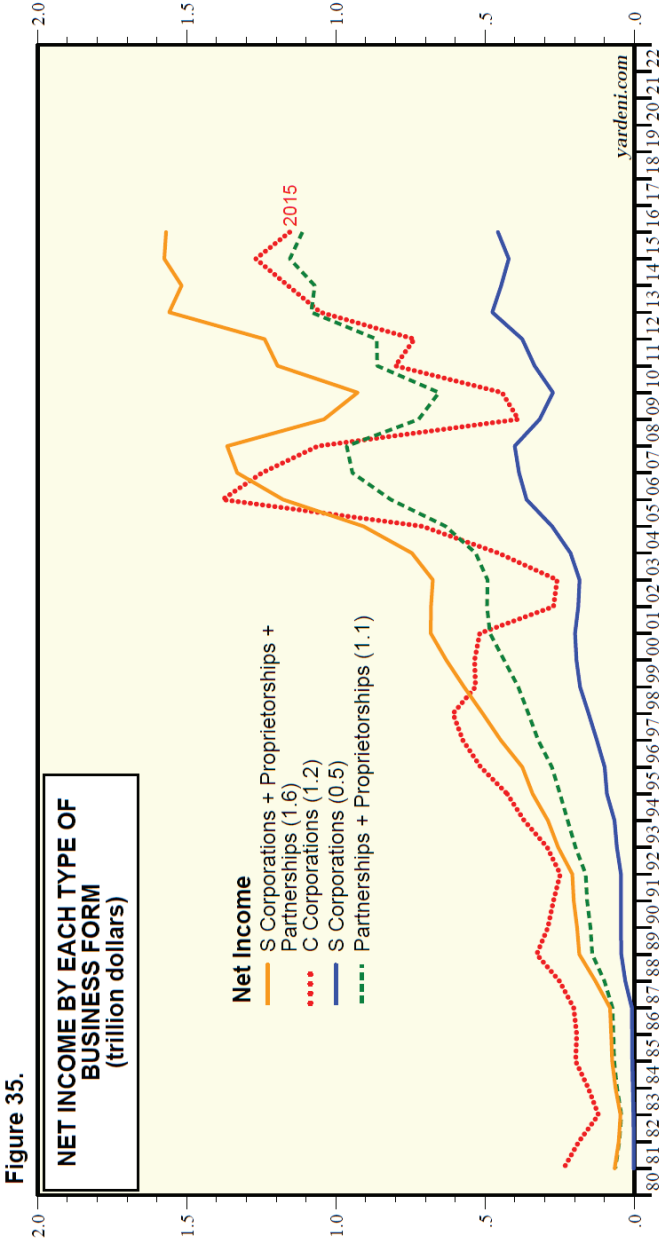 Figure 35.
NET INCOME BY EACH TYPE OF
BUSINESS FORM
(trillion dollars)
2.0
1.5
1.0
.5
.0
2.0
1.5
1.0
.5
.0
Net Income
S Corporations + Proprietorships +
Partnerships (1.6)
C Corporations (1.2)
S Corporations (0.5)
Partnerships + Proprietorships (1.1)
2015
yardeni.com
80 81 82 83 84 85 86 87 88 89 90 91 92 93 94 95 96 97 98 99 00 01 02 03 04 05 06 07 08 09 10 11 12 13 14 15 16 17 18 19 20 21 22